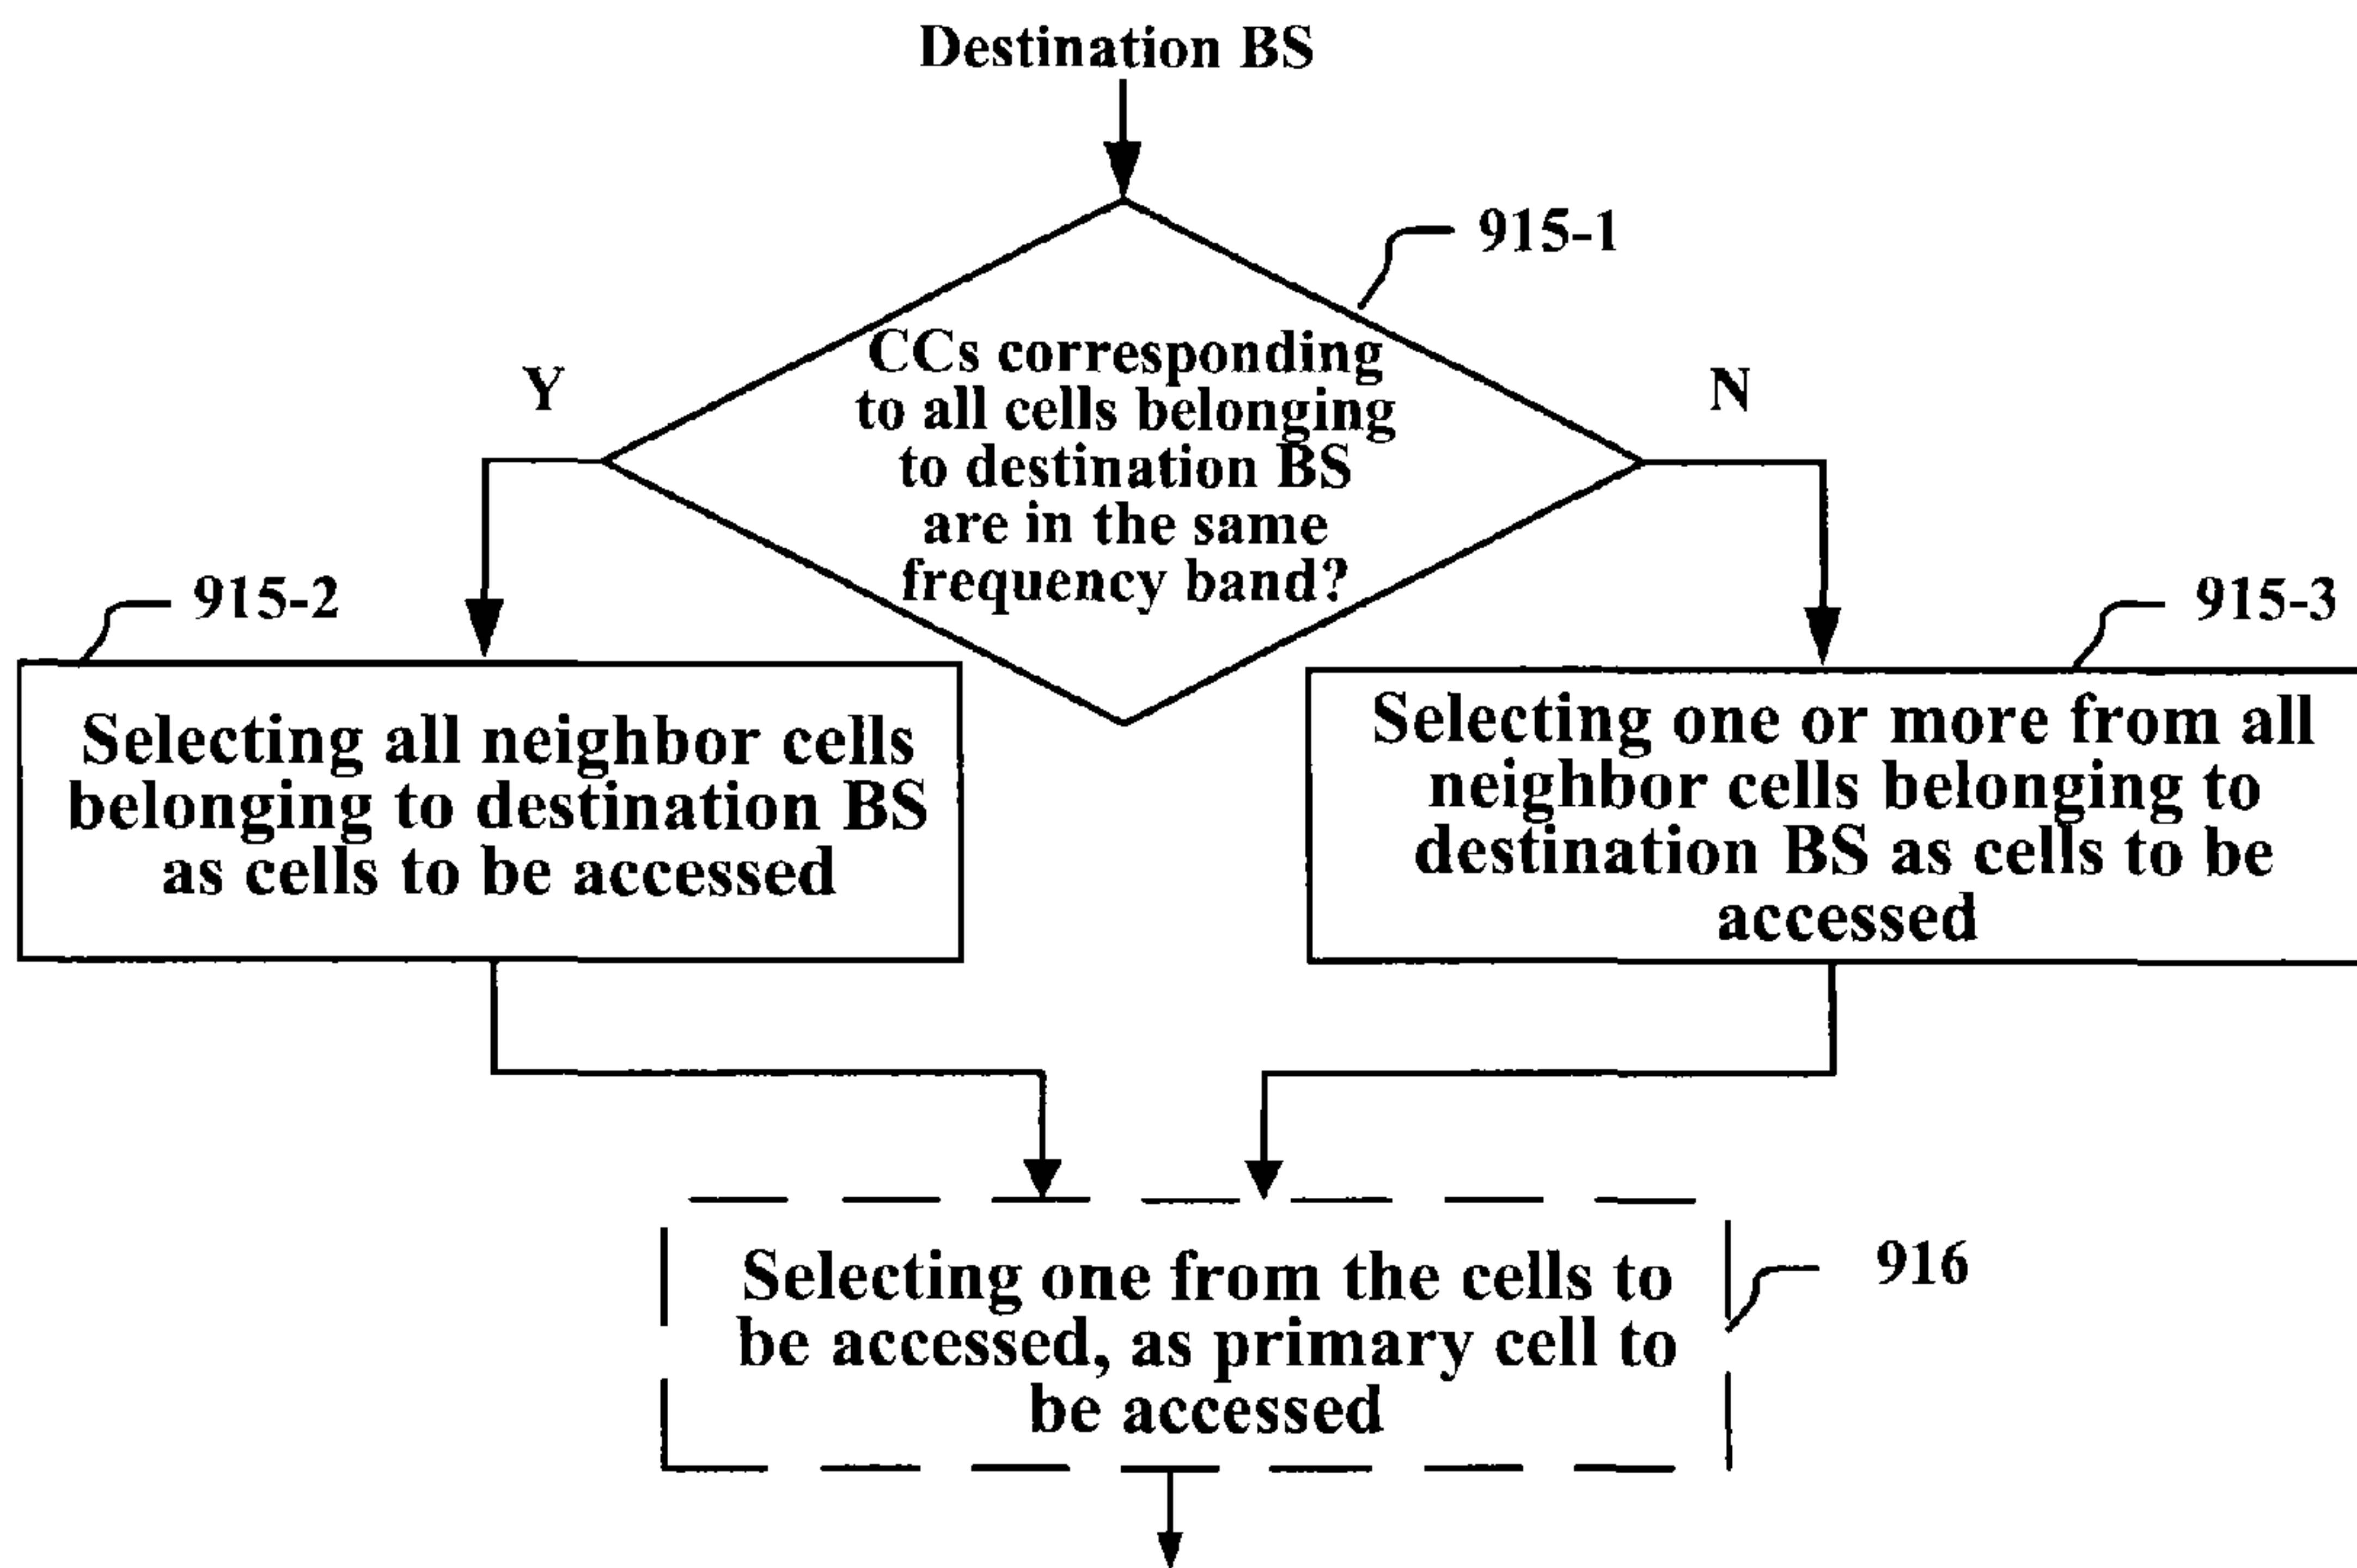 Destination BS
915-1
CCs corresponding
to all cells belonging
to destination BS
are in the same
frequency band?
Y
N
915-2
915-3
Selecting all neighbor cells
belonging to destination BS
as cells to be accessed
Selecting one or more from all
neighbor cells belonging to
destination BS as cells to be
accessed
Selecting one from the cells to
be accessed, as primary cell to
be accessed
916